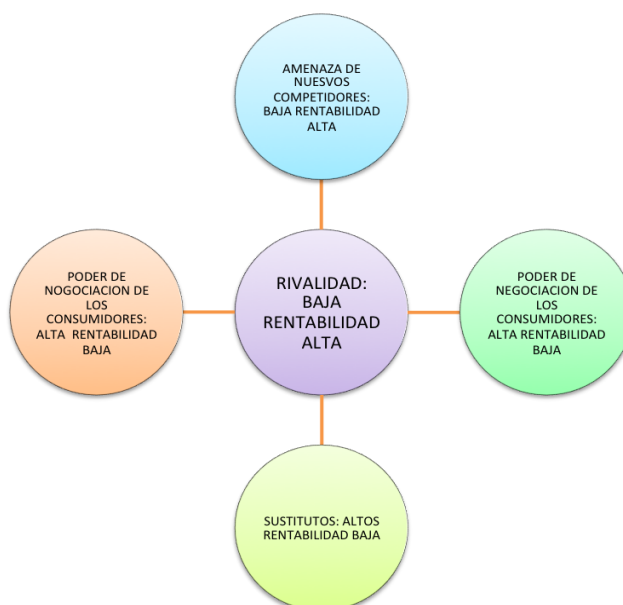 AMENAZA DE
NUESVOS
COMPETIDORES:
BAJA RENTABILIDAD
ALTA
PODER DE
NOGOCIACION DE
LOS
CONSUMIDORES:
ALTA RENTABILIDAD
BAJA
RIVALIDAD:
BAJA
RENTABILIDAD
ALTA
PODER DE
NEGOCIACION DE
LOS
CONSUMIDORES:
ALTA RENTABILIDAD
BAJA
SUSTITUTOS: ALTOS
RENTABILIDAD BAJA